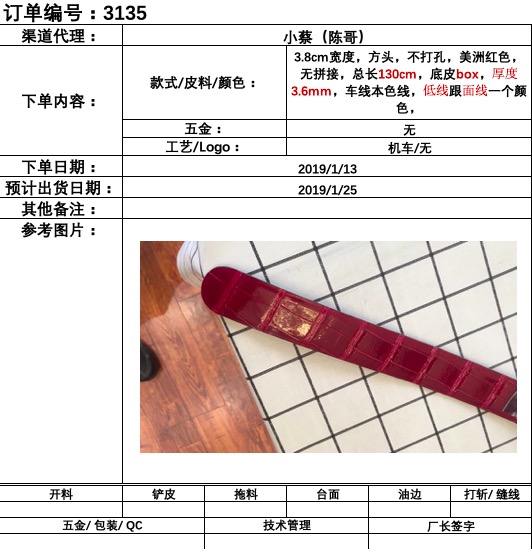 订单编号：3135
渠道代理： 小蔡（陈哥）
下单内容： 款式/皮料/颜色： 3.8cm宽度，方头，不打孔，美洲红色，
无拼接，总长130cm，底皮box，厚度
3.6mm，车线本色线，低线跟面线一个颜
色，
五金： 无
工艺/Logo： 机车/无
下单日期： 2019/1/13
预计出货日期： 2019/1/25
其他备注：
参考图片：
开料 铲皮 拖料 台面 油边 打斩/ 缝线
五金/ 包装/ QC 技术管理 厂长签字